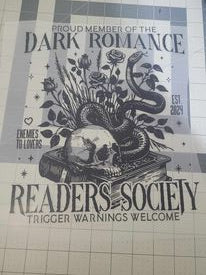 PROUD MEMBER OF THE
DARK ROMANCE
EST
2024
ENEMIES
TO LOVERS
READERS SOCIETY
TRIGGER WARNINGS WELCOME